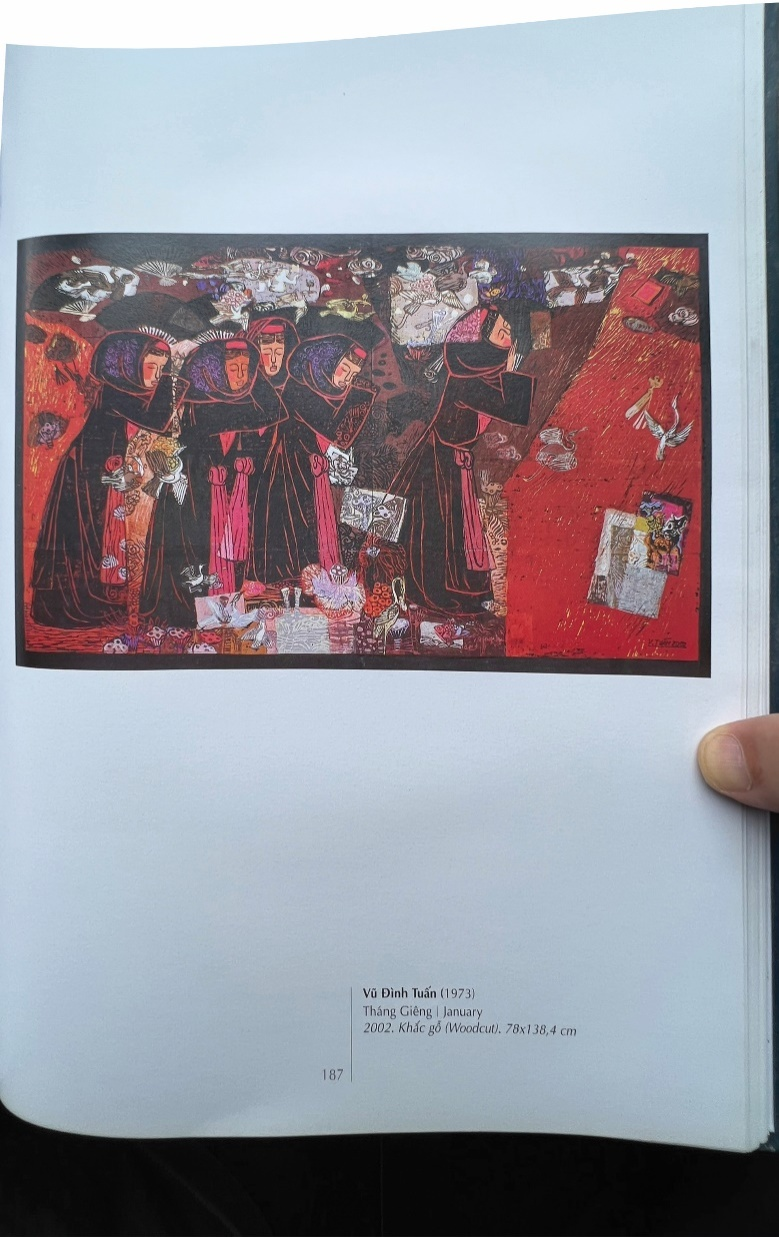 Vũ Đình Tuấn (1973)
Tháng Giêng | January
2002. Khắc gỗ (Woodcut). 78x138,4 cm
187